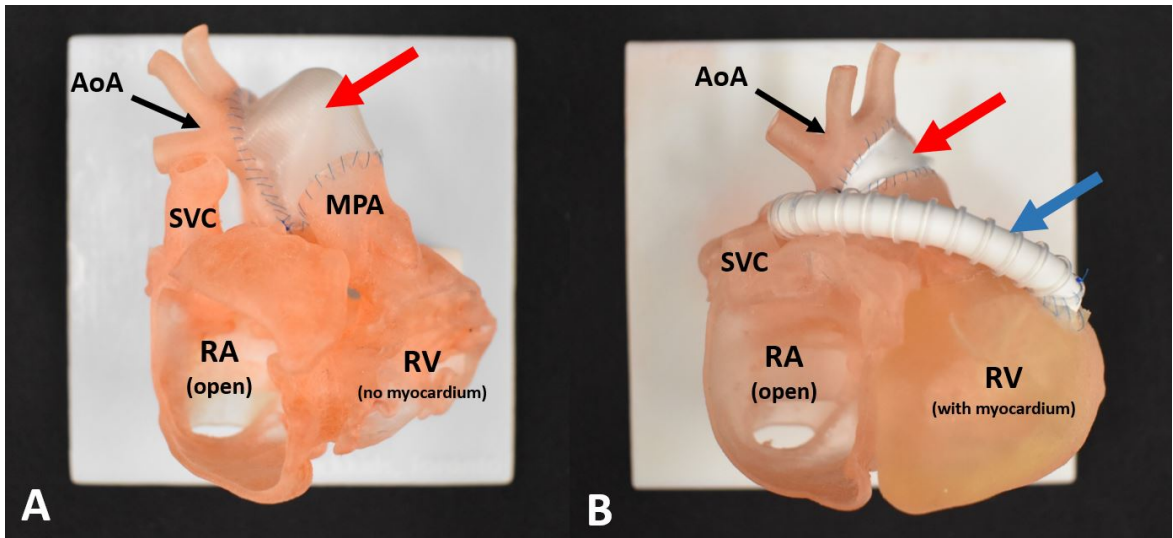 AoA
SVC
MPA
RA
(open)
RV
(no myocardium)
A
AoA
SVC
RA
(open)
RV
(with myocardium)
B